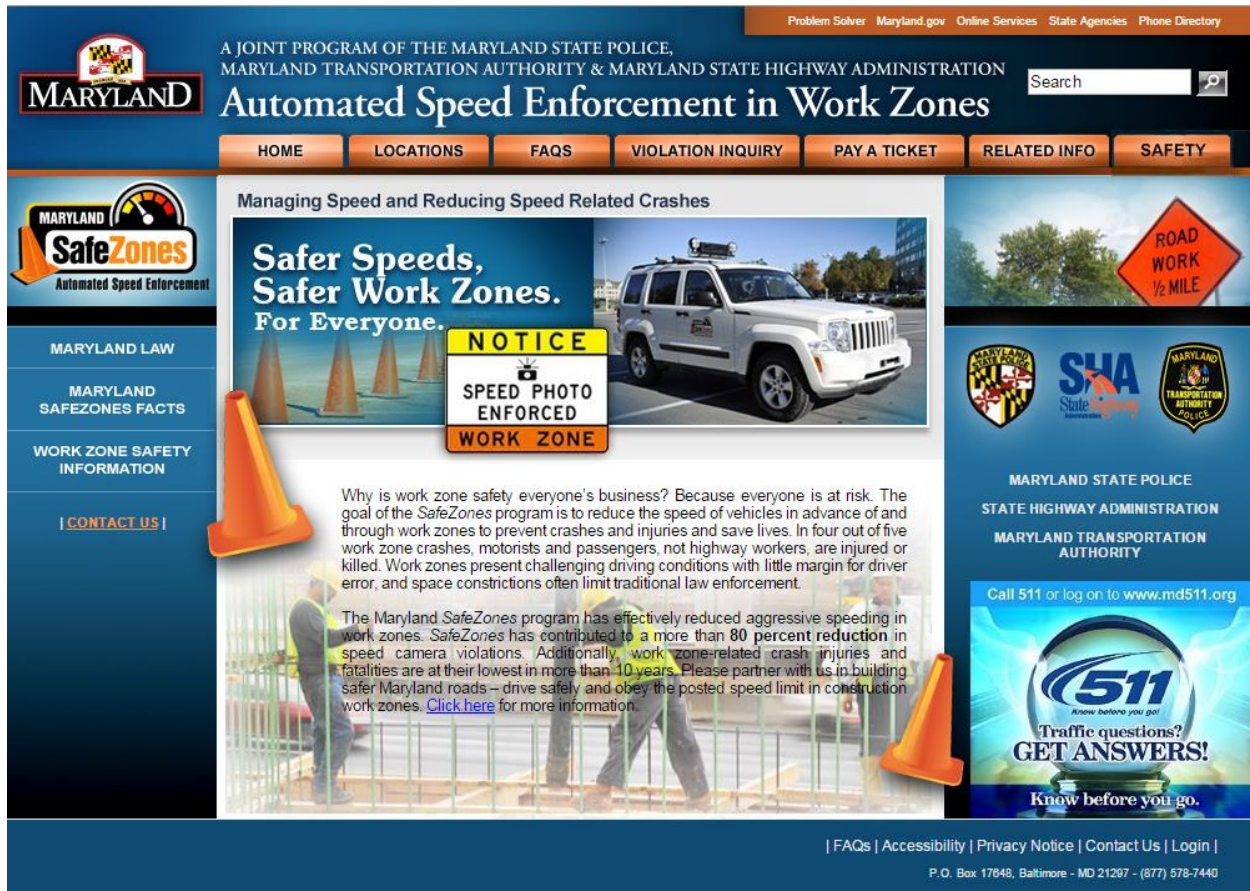 Problem Solver Maryland.gov Online Services State Agencies Phone Directory
MARYLAND
A JOINT PROGRAM OF THE MARYLAND STATE POLICE,
MARYLAND TRANSPORTATION AUTHORITY & MARYLAND STATE HIGHWAY ADMINISTRATION
Automated Speed Enforcement in Work Zones
Search
HOME LOCATIONS FAQS VIOLATION INQUIRY PAY A TICKET RELATED INFO SAFETY
MARYLAND
SafeZones
Automated Speed Enforcement
MARYLAND LAW
MARYLAND
SAFEZONES FACTS
WORK ZONE SAFETY
INFORMATION
| CONTACT US |
Managing Speed and Reducing Speed Related Crashes
Safer Speeds,
Safer Work Zones.
For Everyone.
NOTICE
SPEED PHOTO
ENFORCED
WORK ZONE
Why is work zone safety everyone's business? Because everyone is at risk. The
goal of the SafeZones program is to reduce the speed of vehicles in advance of and
through work zones to prevent crashes and injuries and save lives. In four out of five
work zone crashes, motorists and passengers, not highway workers, are injured or
killed. Work zones present challenging driving conditions with little margin for driver
error, and space constrictions often limit traditional law enforcement.
The Maryland SafeZones program has effectively reduced aggressive speeding in
work zones. SafeZones has contributed to a more than 80 percent reduction in
speed camera violations. Additionally, work zone-related crash injuries and
fatalities are at their lowest in more than 10 years. Please partner with us in building
safer Maryland roads – drive safely and obey the posted speed limit in construction
work zones. Click here for more information.
ROAD
WORK
½ MILE
MARYLAND
STATE POLICE
SHA
State Highway
Administration
MARYLAND
TRANSPORTATION
AUTHORITY
POLICE
MARYLAND STATE POLICE
STATE HIGHWAY ADMINISTRATION
MARYLAND TRANSPORTATION
AUTHORITY
Call 511 or log on to www.md511.org
511
Know before you go!
Traffic questions?
GET ANSWERS!
Know before you go.
| FAQs | Accessibility | Privacy Notice | Contact Us | Login |
P.O. Box 17648, Baltimore - MD 21297 - (877) 578-7440